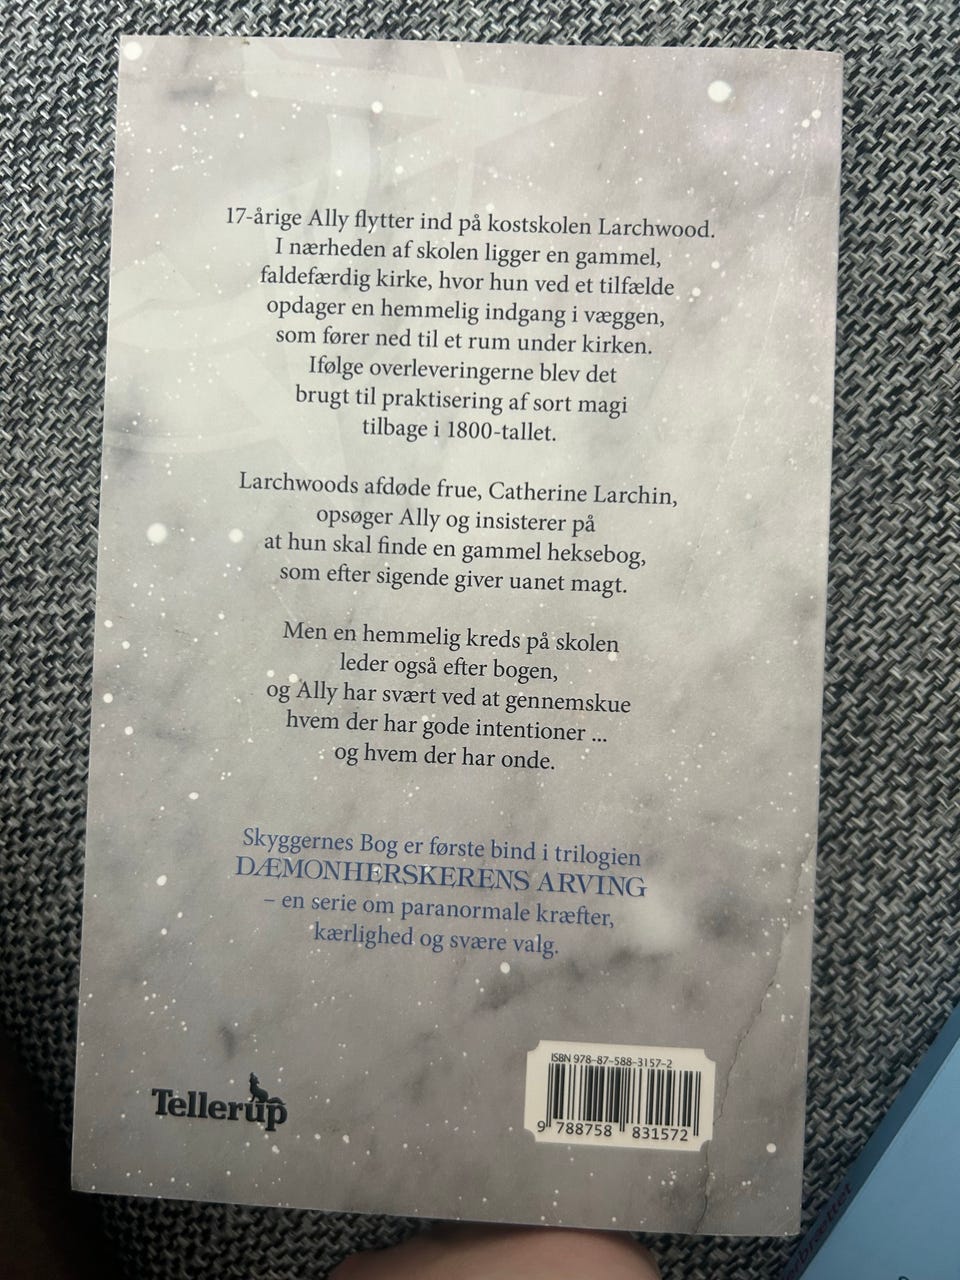 17-årige Ally flytter ind på kostskolen Larchwood.
I nærheden af skolen ligger en gammel,
faldefærdig kirke, hvor hun ved et tilfælde
opdager en hemmelig indgang i væggen,
som fører ned til et rum under kirken.
Ifølge overleveringerne blev det
brugt til praktisering af sort magi
tilbage i 1800-tallet.
Larchwoods afdøde frue, Catherine Larchin,
opsøger Ally og insisterer på
at hun skal finde en gammel heksebog,
som efter sigende giver uanet magt.
Men en hemmelig kreds på skolen
leder også efter bogen,
og Ally har svært ved at gennemskue
hvem der har gode intentioner ...
og hvem der har onde.
Skyggernes Bog er første bind i trilogien
DÆMONHERSKERENS ARVING
– en serie om paranormale kræfter,
kærlighed og svære valg.
Tellerup
ISBN 978-87-588-3157-2
9 788758 831572